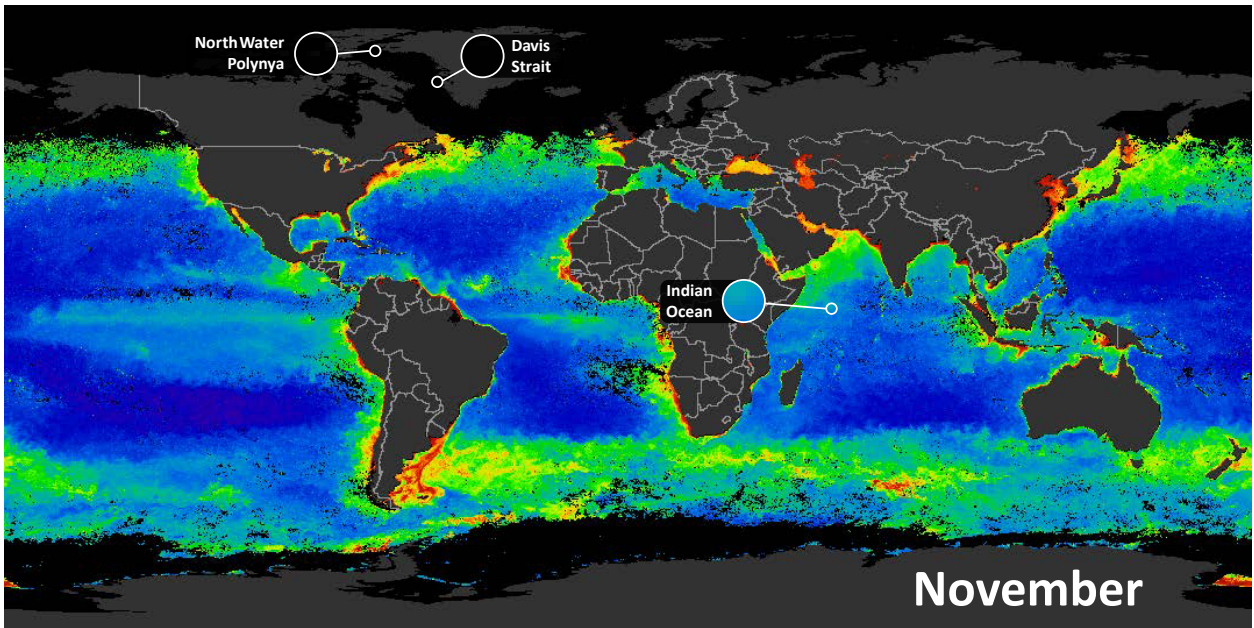 North Water
Polynya
Davis
Strait
Indian
Ocean
November